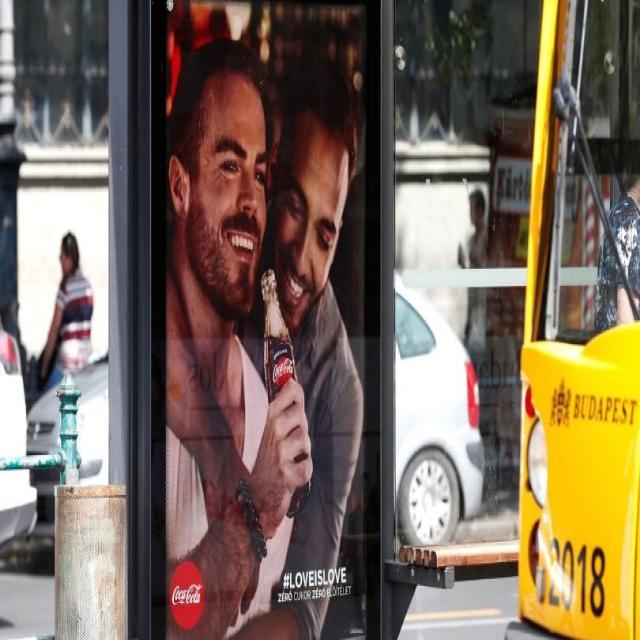 Coca-Cola
Coca-Cola
#LOVEISLOVE
ZÉRÓ CUKOR ZÉRÓ ELŐÍTÉLET
BUDAPEST
2018